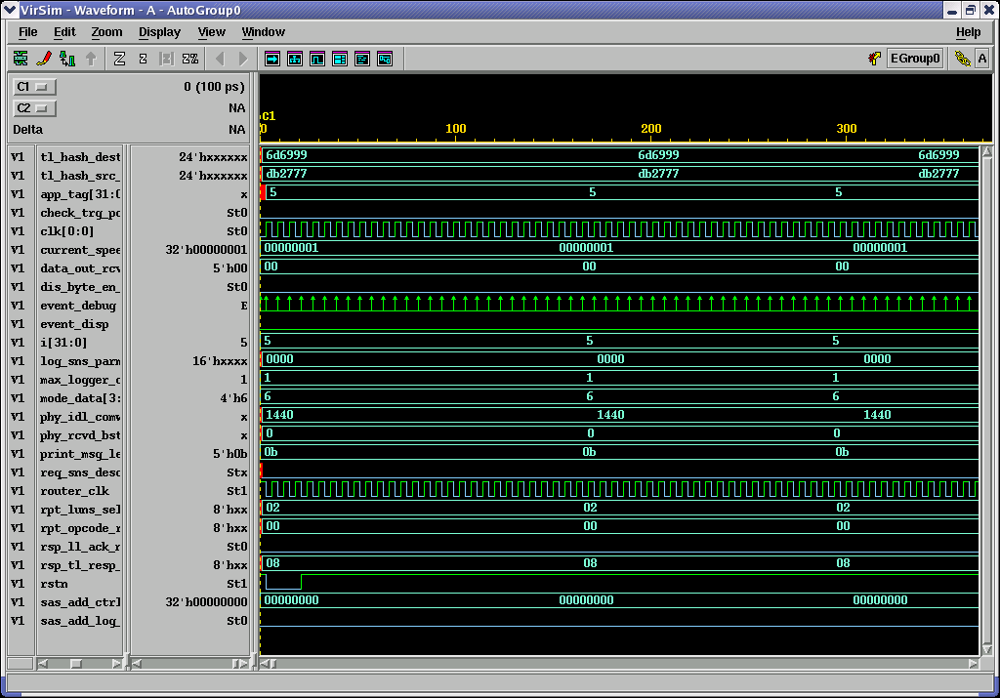 VirSim - Waveform - A - AutoGroup0
File Edit Zoom Display View Window Help
Z z |z| z% EGroup0 A
C1 0 (100 ps)
C2 NA
Delta NA
C1
0 100 200 300
V1 tl_hash_dest 24'hxxxxxx 6d6999 6d6999 6d6999
V1 tl_hash_src_ 24'hxxxxxx db2777 db2777 db2777
V1 app_tag[31:0 x 5 5 5
V1 check_trg_po St0
V1 clk[0:0] St0
V1 current_spee 32'h00000001 00000001 00000001 00000001
V1 data_out_rcv 5'h00 00 00 00
V1 dis_byte_en_ St0
V1 event_debug E
V1 event_disp
V1 i[31:0] 5 5 5 5
V1 log_sns_parm 16'hxxxx 0000 0000 0000
V1 max_logger_c 1 1 1 1
V1 mode_data[3: 4'h6 6 6 6
V1 phy_idl_comw x 1440 1440 1440
V1 phy_rcvd_bst x 0 0 0
V1 print_msg_le 5'h0b 0b 0b 0b
V1 req_sns_desc Stx
V1 router_clk St1
V1 rpt_luns_sel 8'hxx 02 02 02
V1 rpt_opcode_r 8'hxx 00 00 00
V1 rsp_ll_ack_r St0
V1 rsp_tl_resp_ 8'hxx 08 08 08
V1 rstn St1
V1 sas_add_ctrl 32'h00000000 00000000 00000000 00000000
V1 sas_add_log_ St0